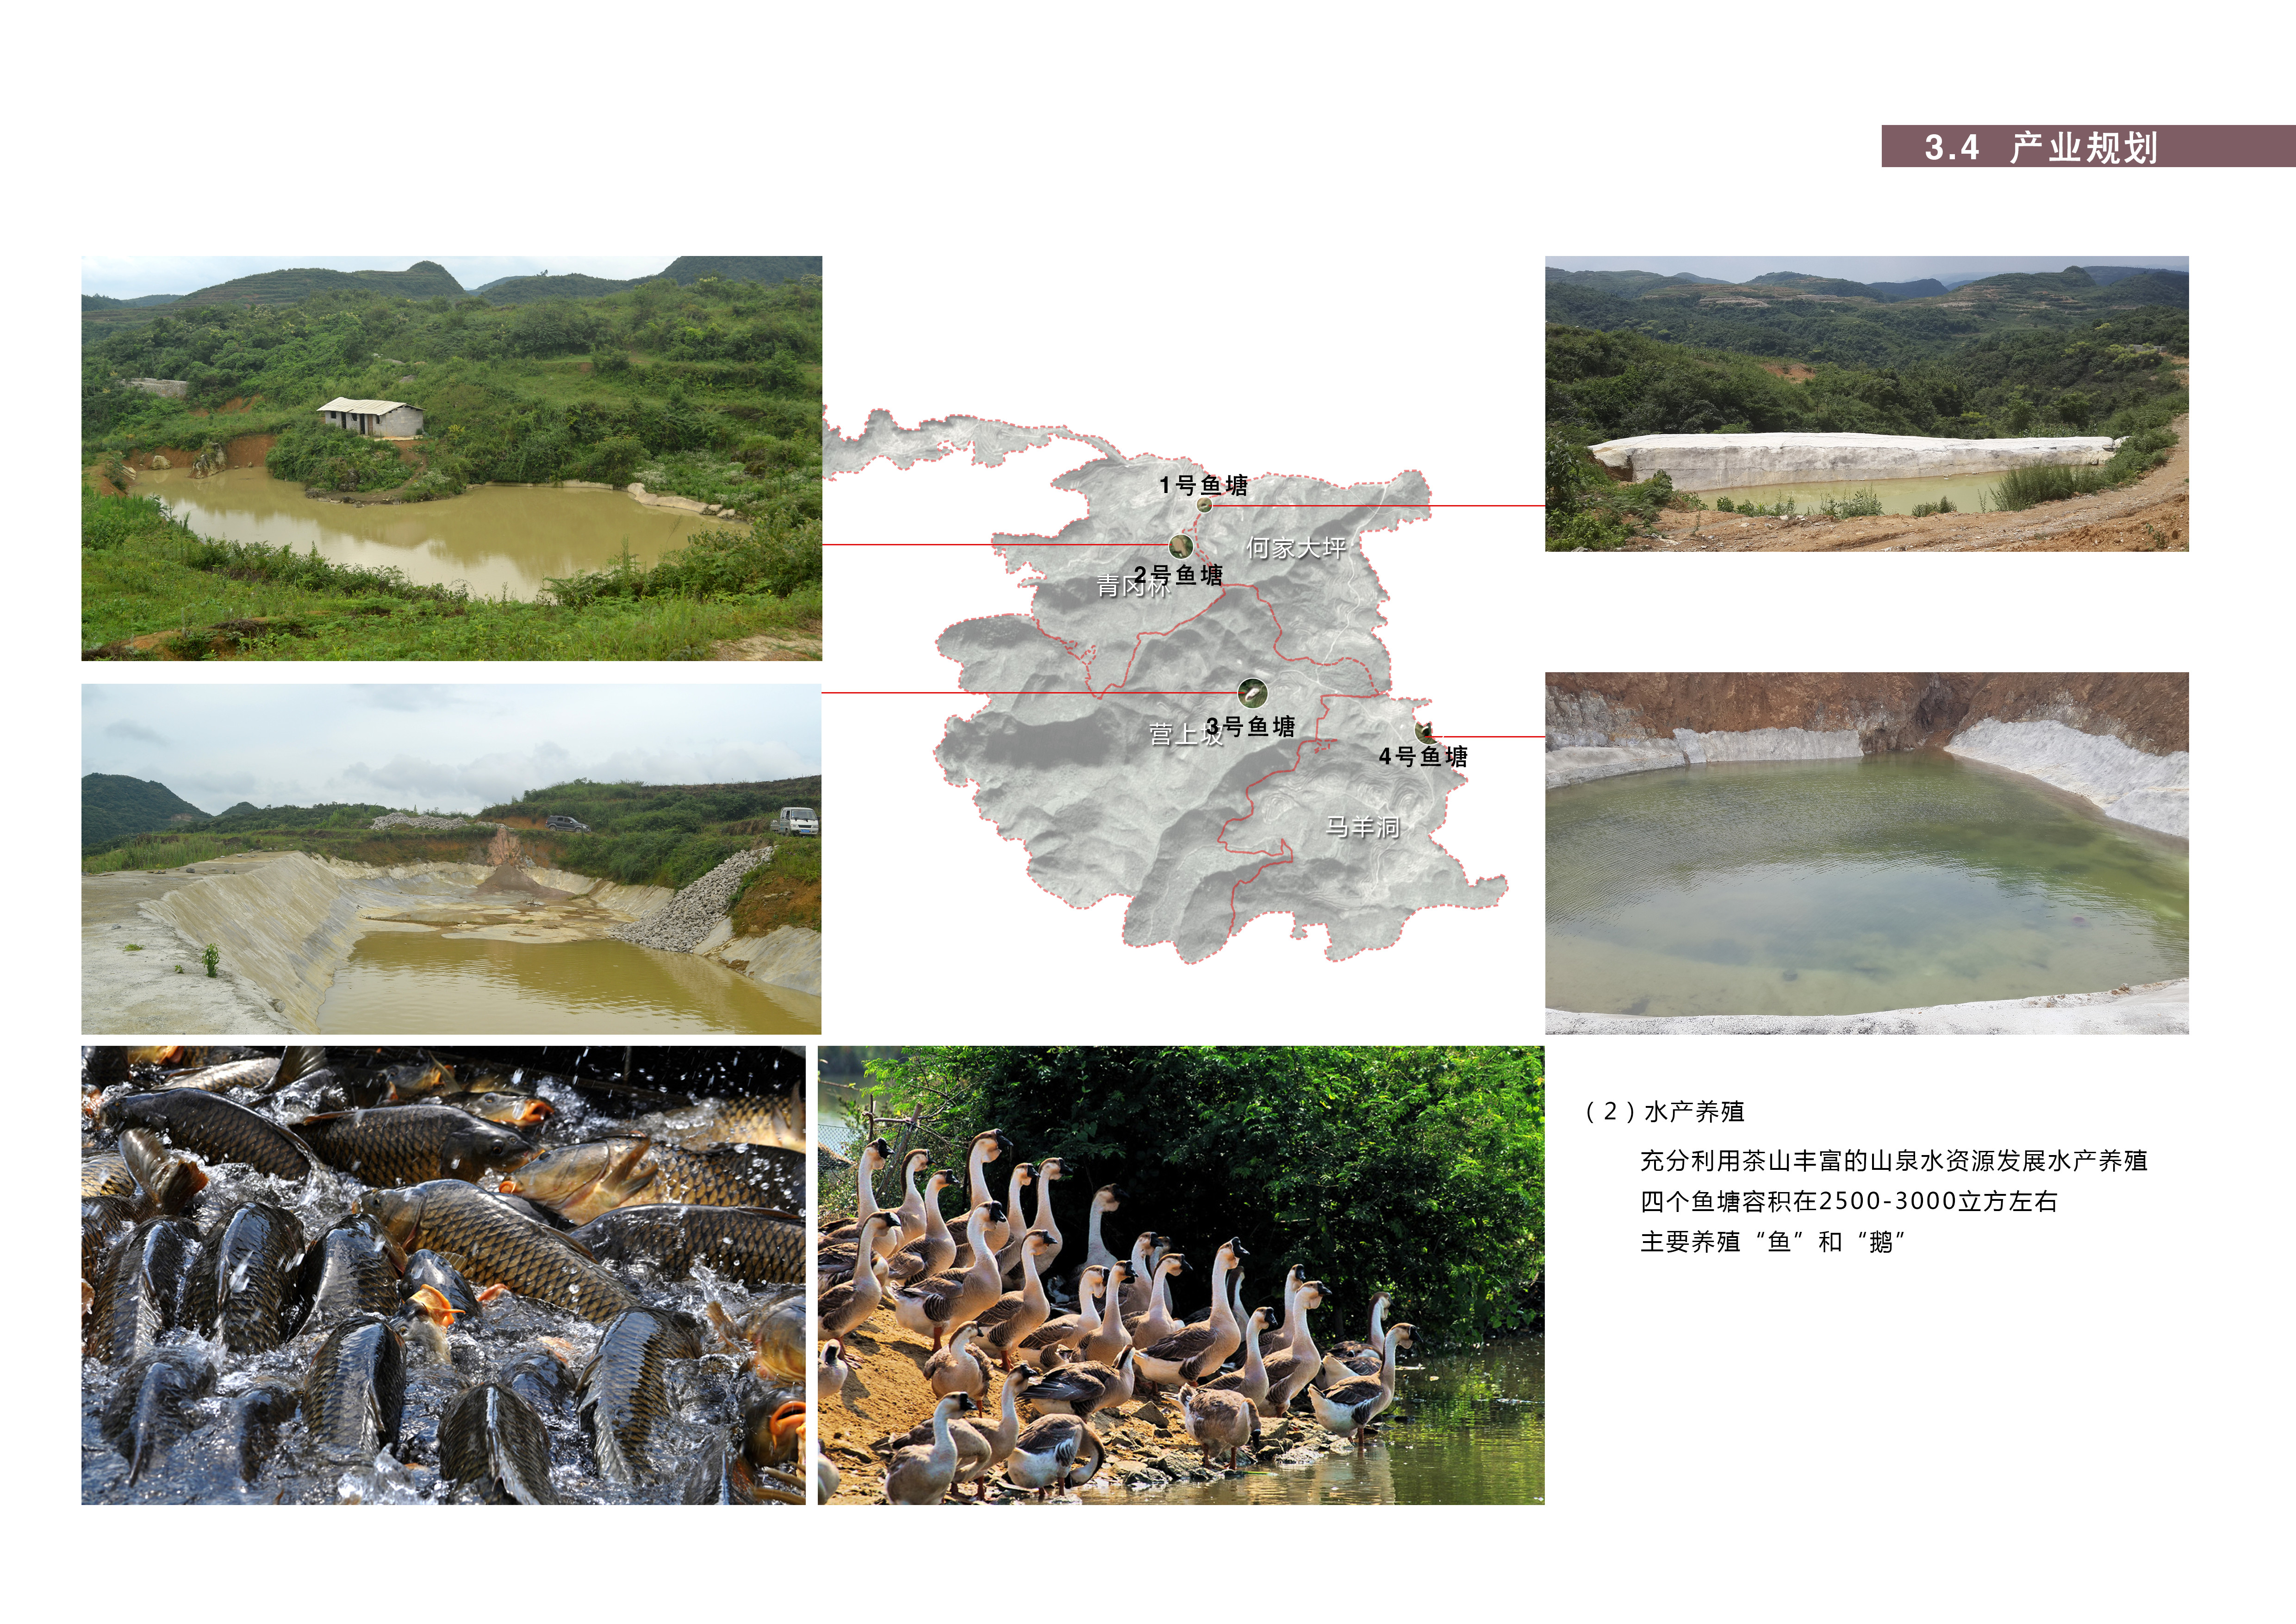 3.4 产业规划
1号鱼塘
何家大坪
2号鱼塘
青冈林
3号鱼塘
营上坡
4号鱼塘
马羊洞
（2）水产养殖
充分利用茶山丰富的山泉水资源发展水产养殖
四个鱼塘容积在2500-3000立方左右
主要养殖“鱼”和“鹅”